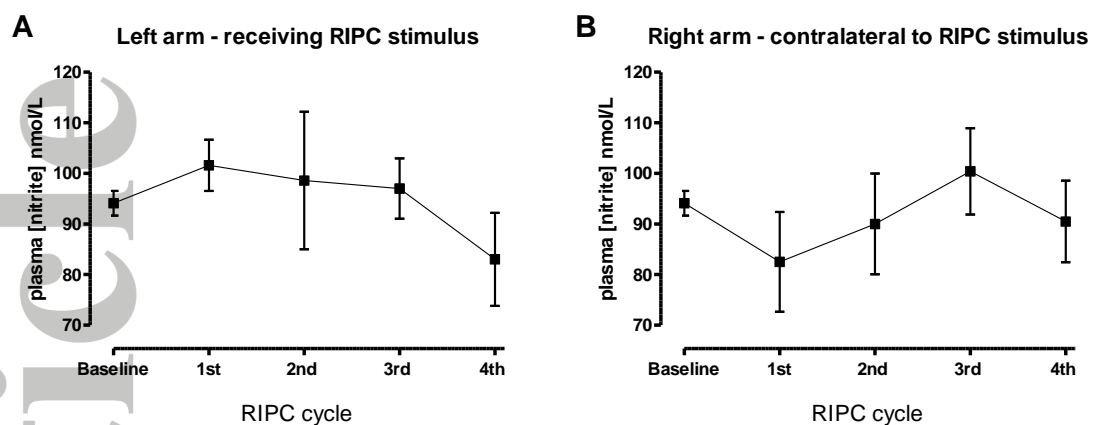 A
Left arm - receiving RIPC stimulus
plasma [nitrite] nmol/L
120
110
100
90
80
70
Baseline 1st 2nd 3rd 4th
RIPC cycle
B
Right arm - contralateral to RIPC stimulus
plasma [nitrite] nmol/L
120
110
100
90
80
70
Baseline 1st 2nd 3rd 4th
RIPC cycle